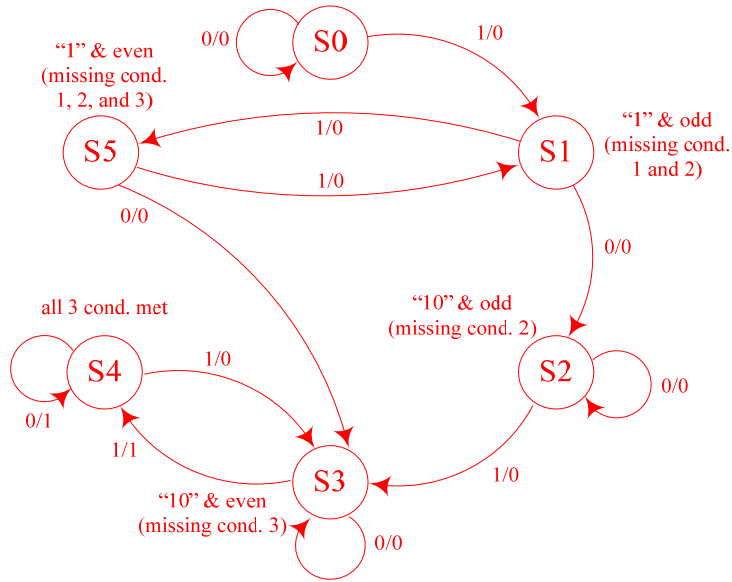 0/0
S0
1/0
“1” & even
(missing cond.
1, 2, and 3)
S5
1/0
1/0
S1
“1” & odd
(missing cond.
1 and 2)
0/0
0/0
all 3 cond. met
“10” & odd
(missing cond. 2)
S4
1/0
S2
0/0
0/1
1/1
1/0
S3
“10” & even
(missing cond. 3)
0/0